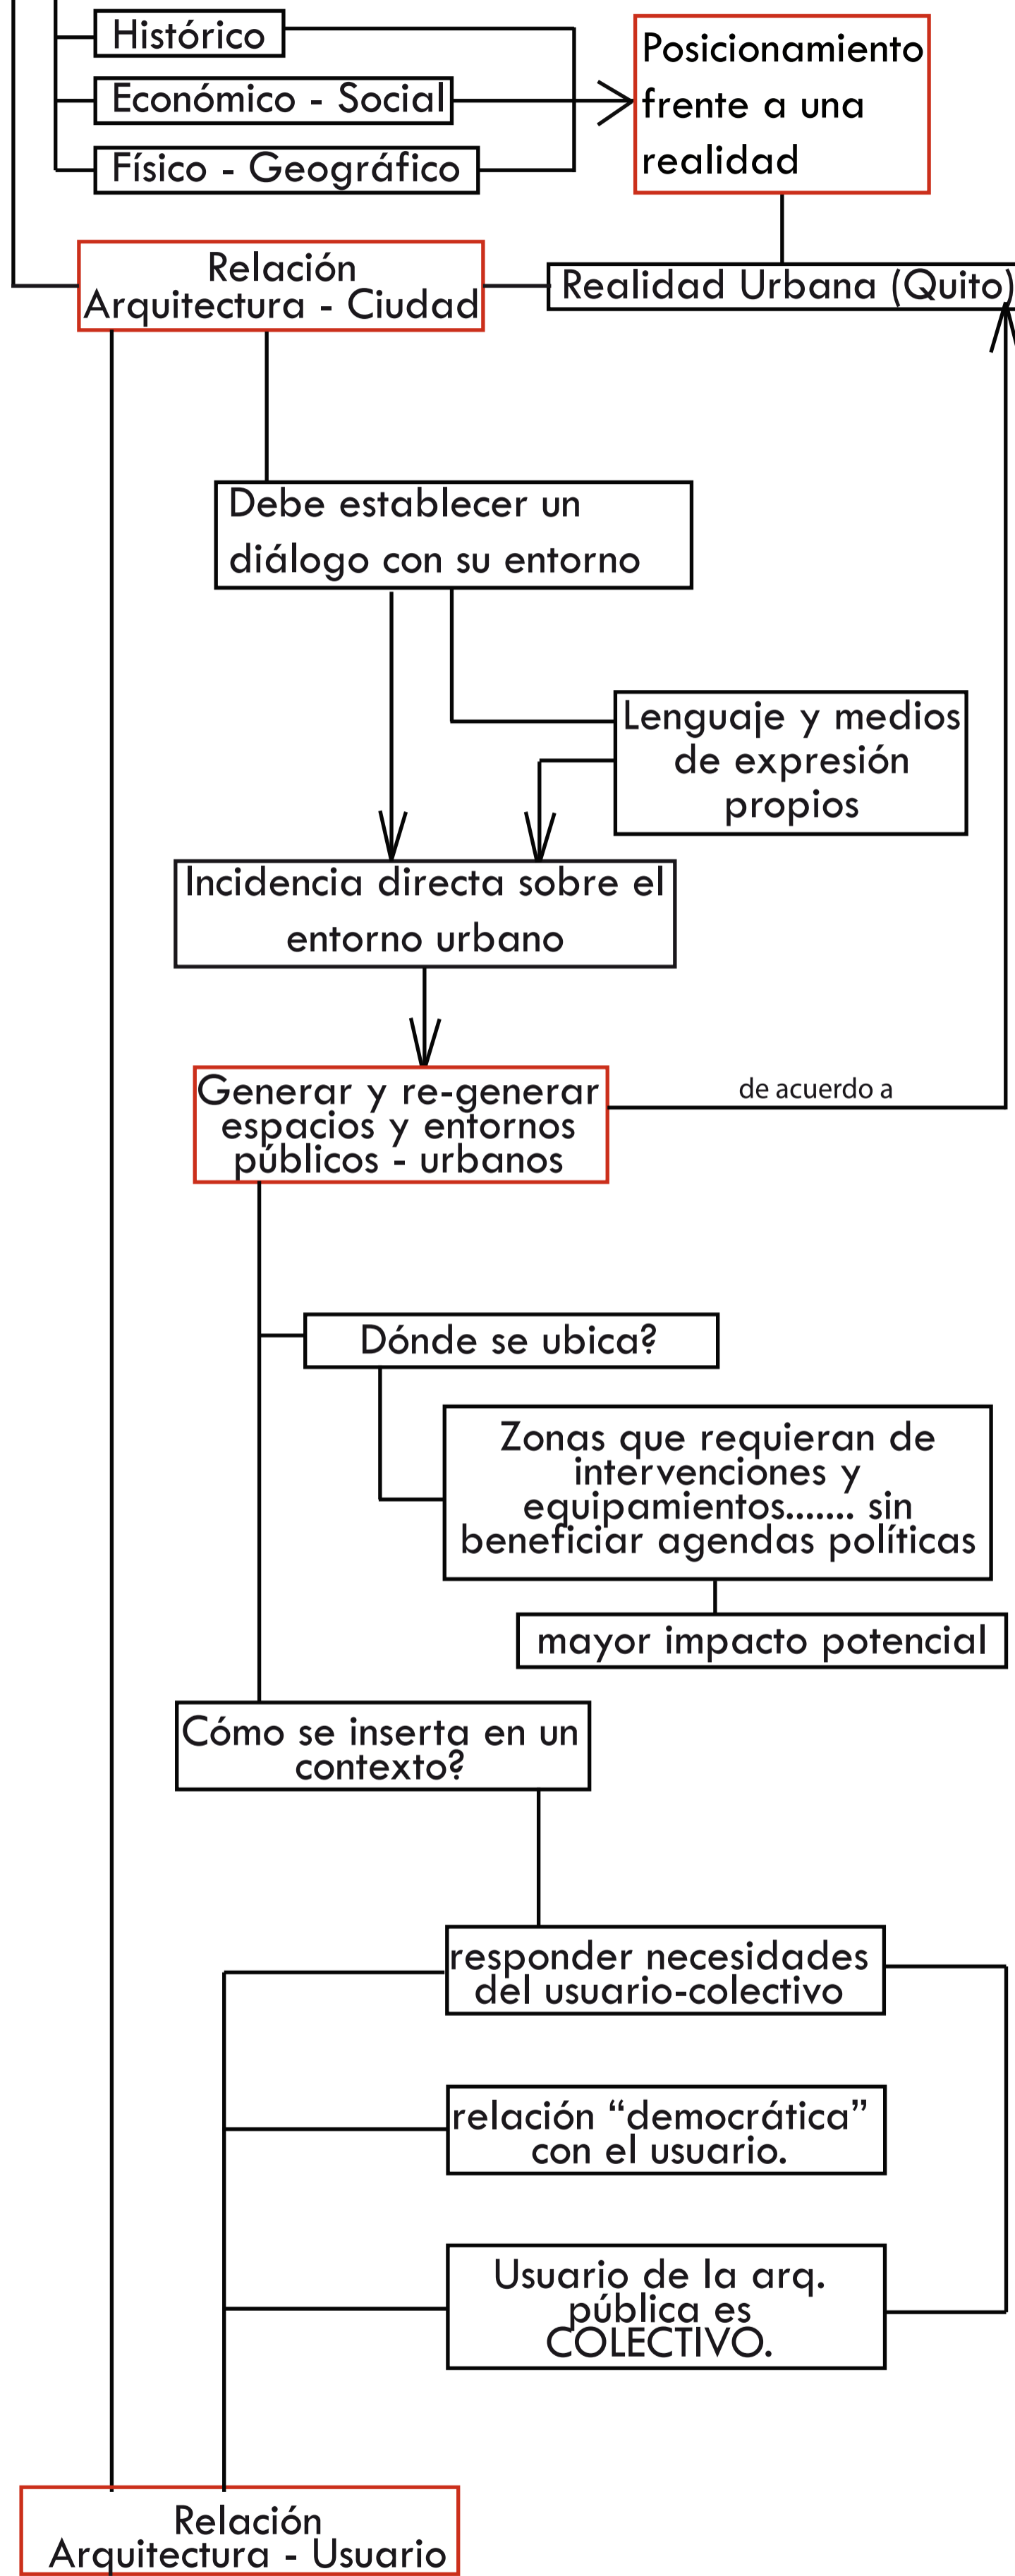 Histórico
Económico - Social
Físico - Geográfico
Posicionamiento
frente a una
realidad
Relación
Arquitectura - Ciudad
Realidad Urbana (Quito)
Debe establecer un
diálogo con su entorno
Lenguaje y medios
de expresión
propios
Incidencia directa sobre el
entorno urbano
Generar y re-generar
espacios y entornos
públicos - urbanos
de acuerdo a
Dónde se ubica?
Zonas que requieran de
intervenciones y
equipamientos....... sin
beneficiar agendas políticas
mayor impacto potencial
Cómo se inserta en un
contexto?
responder necesidades
del usuario-colectivo
relación “democrática”
con el usuario.
Usuario de la arq.
pública es
COLECTIVO.
Relación
Arquitectura - Usuario